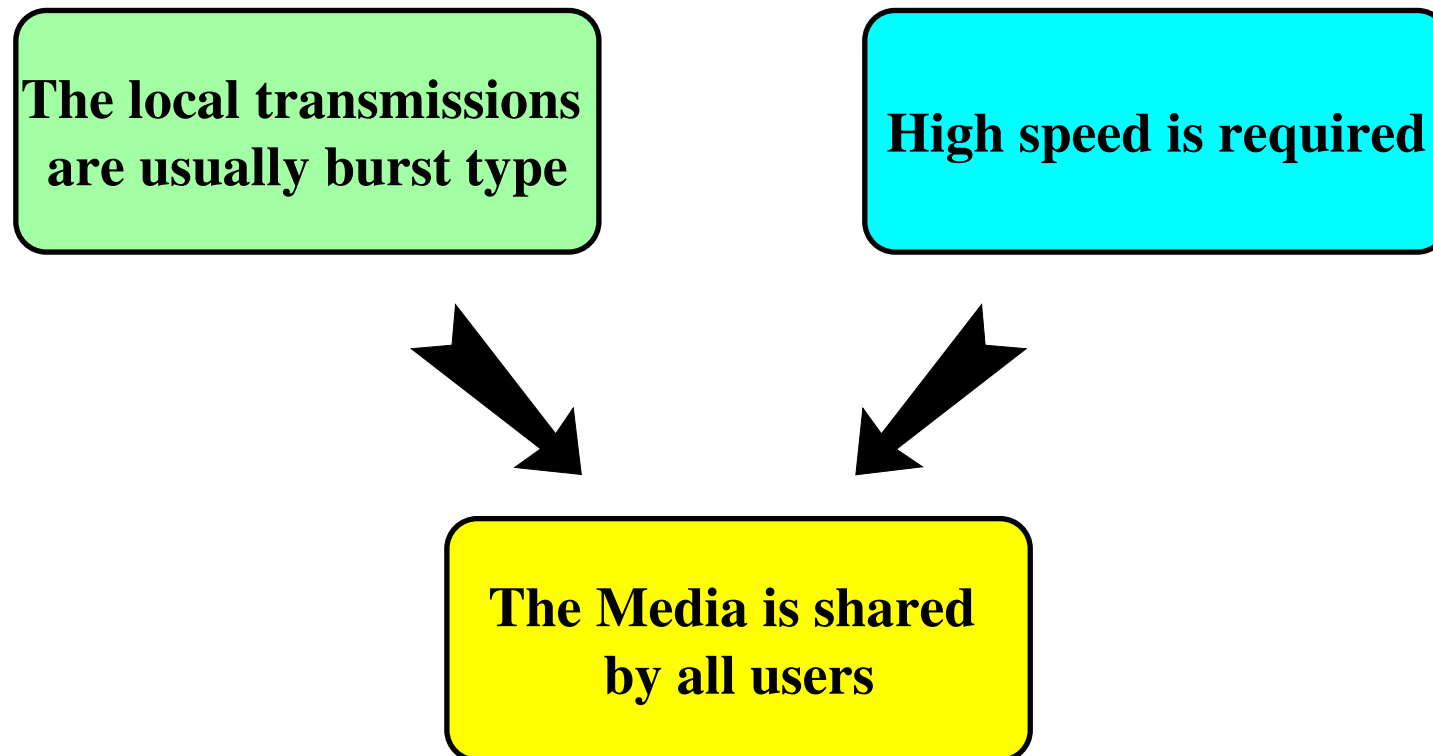 The local transmissions
are usually burst type
High speed is required
The Media is shared
by all users